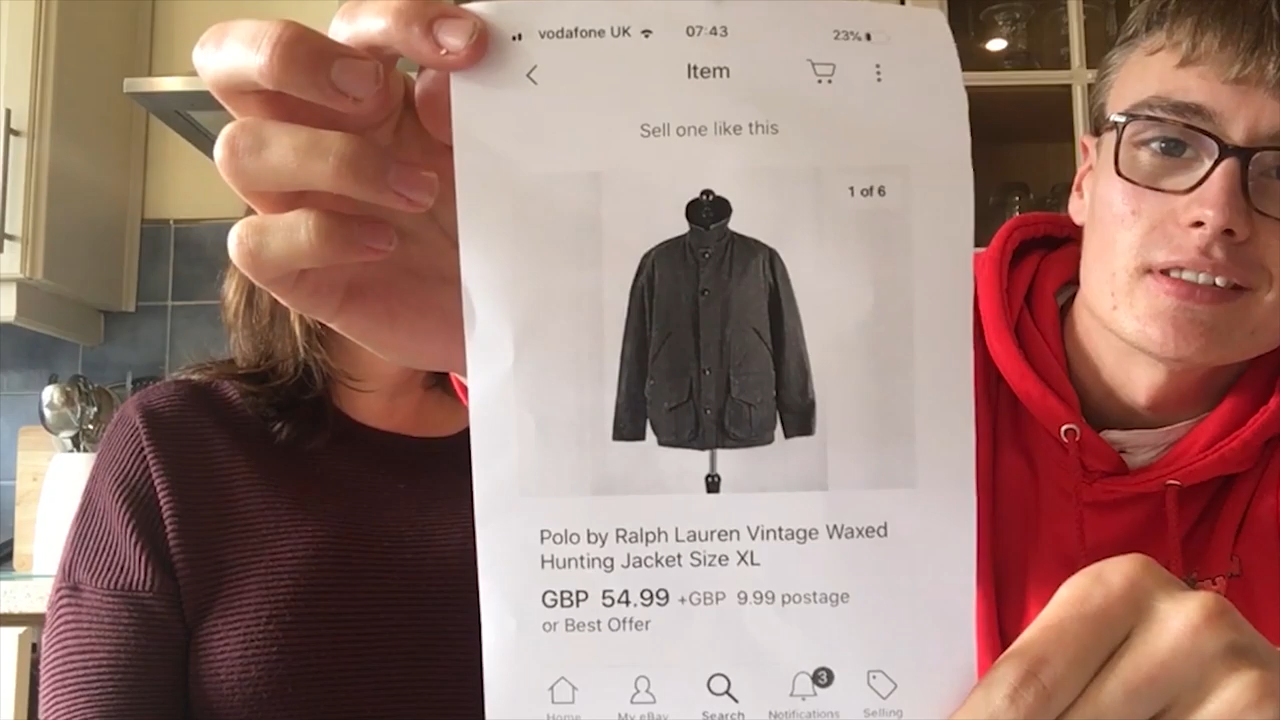 vodafone UK 07:43 23%
Item
Sell one like this
1 of 6
Polo by Ralph Lauren Vintage Waxed
Hunting Jacket Size XL
GBP 54.99 +GBP 9.99 postage
or Best Offer
3
Home My eBay Search Notifications Selling